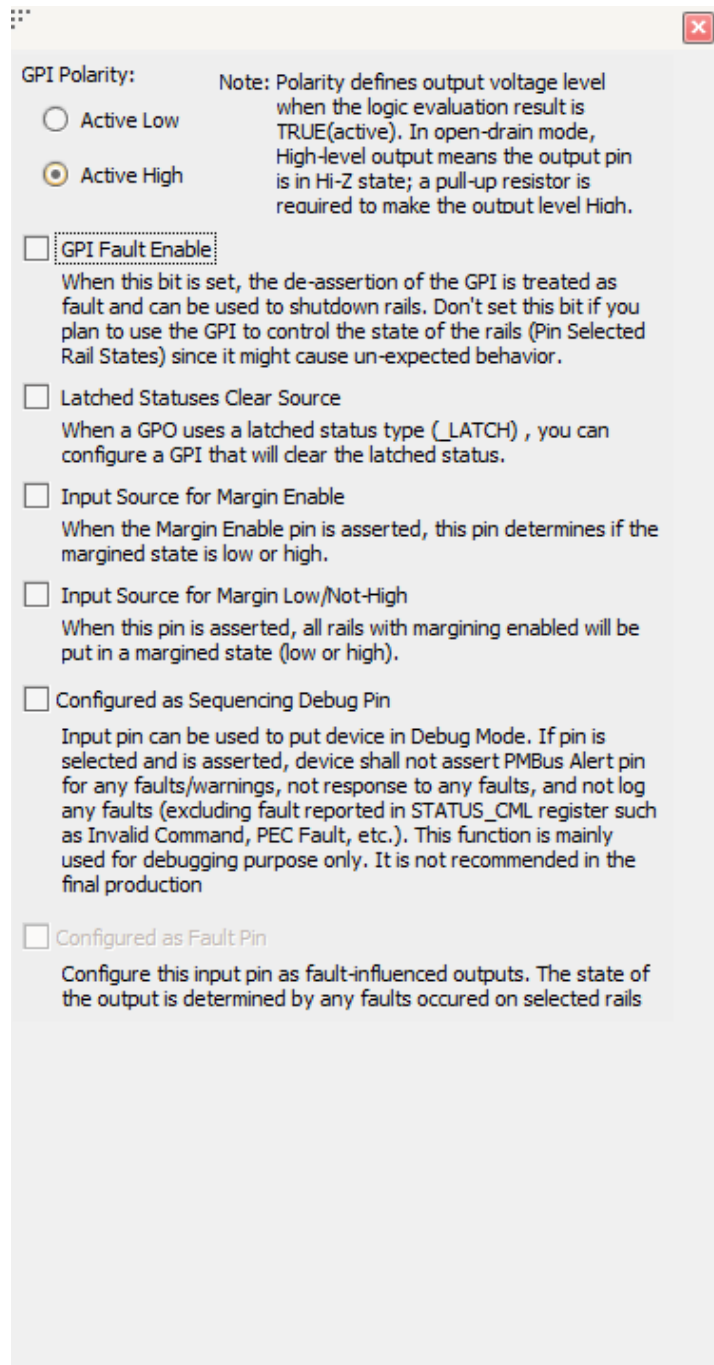 GPI Polarity:
Active Low
Active High
Note: Polarity defines output voltage level
when the logic evaluation result is
TRUE(active). In open-drain mode,
High-level output means the output pin
is in Hi-Z state; a pull-up resistor is
required to make the output level High.
GPI Fault Enable
When this bit is set, the de-assertion of the GPI is treated as
fault and can be used to shutdown rails. Don't set this bit if you
plan to use the GPI to control the state of the rails (Pin Selected
Rail States) since it might cause un-expected behavior.
Latched Statuses Clear Source
When a GPO uses a latched status type (_LATCH) , you can
configure a GPI that will clear the latched status.
Input Source for Margin Enable
When the Margin Enable pin is asserted, this pin determines if the
margined state is low or high.
Input Source for Margin Low/Not-High
When this pin is asserted, all rails with margining enabled will be
put in a margined state (low or high).
Configured as Sequencing Debug Pin
Input pin can be used to put device in Debug Mode. If pin is
selected and is asserted, device shall not assert PMBus Alert pin
for any faults/warnings, not response to any faults, and not log
any faults (excluding fault reported in STATUS_CML register such
as Invalid Command, PEC Fault, etc.). This function is mainly
used for debugging purpose only. It is not recommended in the
final production
Configured as Fault Pin
Configure this input pin as fault-influenced outputs. The state of
the output is determined by any faults occured on selected rails